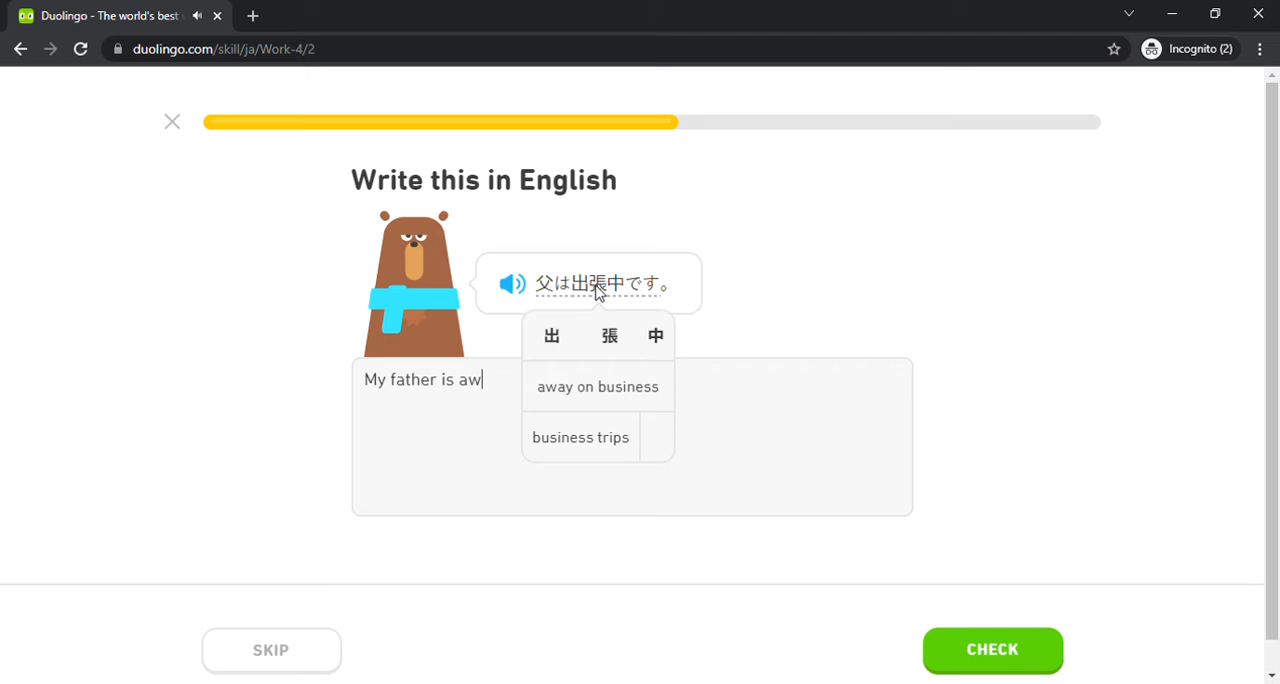 Duolingo - The world's best
duolingo.com/skill/ja/Work-4/2
Incognito (2)
Write this in English
父は出張中です。
出 張 中
away on business
business trips
My father is aw
SKIP
CHECK